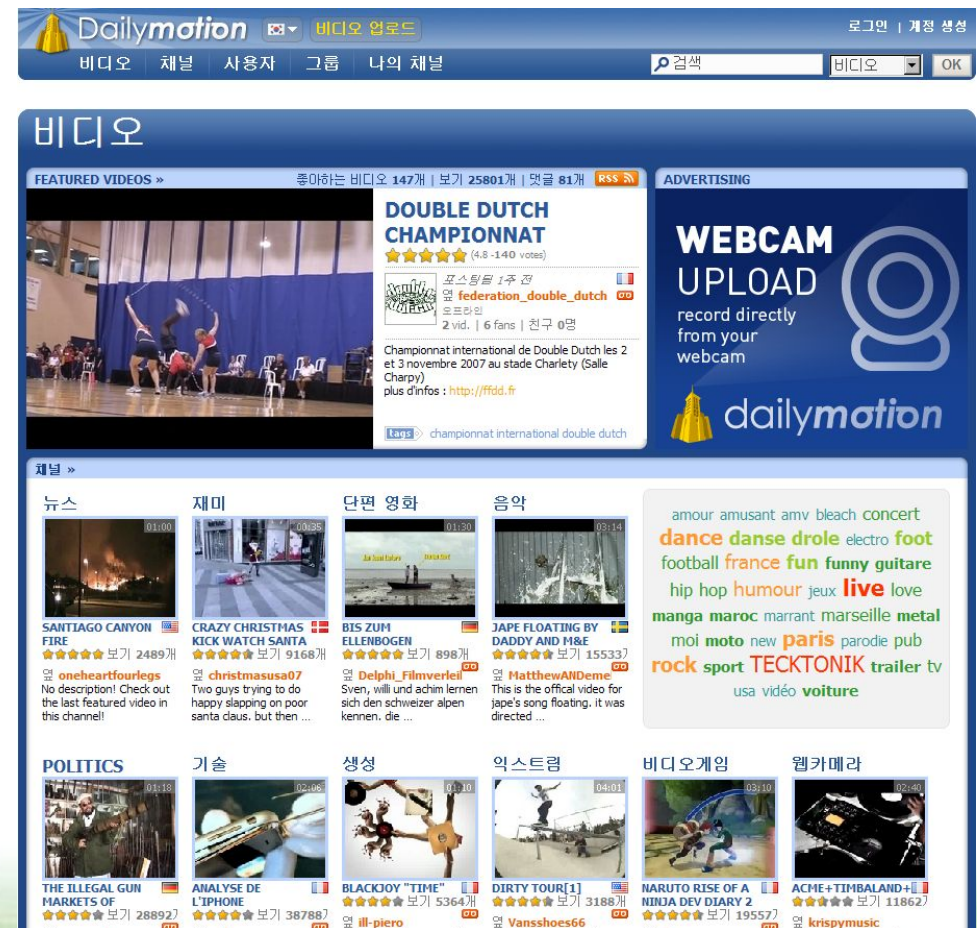 Dailymotion 비디오 업로드
로그인 | 계정 생성
비디오 채널 사용자 그룹 나의 채널
검색 비디오 OK
비디오
FEATURED VIDEOS »
좋아하는 비디오 147개 | 보기 25801개 | 댓글 81개 RSS
DOUBLE DUTCH
CHAMPIONNAT
(4.8 -140 votes)
포스팅됨 1주 전
옆 federation_double_dutch
오프라인
2 vid. | 6 fans | 친구 0명
Championnat international de Double Dutch les 2
et 3 novembre 2007 au stade Charlety (Salle
Charpy)
plus d'infos : http://ffdd.fr
tags championnat international double dutch
ADVERTISING
WEBCAM
UPLOAD
record directly
from your
webcam
dailymotion
채널 »
뉴스
01:00
SANTIAGO CANYON
FIRE
보기 2489개
옆 oneheartfourlegs
No description! Check out
the last featured video in
this channel!
재미
00:35
CRAZY CHRISTMAS
KICK WATCH SANTA
보기 9168개
옆 christmasusa07
Two guys trying to do
happy slapping on poor
santa claus. but then ...
단편 영화
01:30
BIS ZUM
ELLENBOGEN
보기 898개
옆 Delphi_Filmverleil
Sven, willi und achim lernen
sich den schweizer alpen
kennen. die ...
음악
03:14
JAPE FLOATING BY
DADDY AND M&E
보기 15533
옆 MatthewANDeme
This is the offical video for
jape's song floating. it was
directed ...
amour amusant amv bleach concert
dance danse drole electro foot
football france fun funny guitare
hip hop humour jeux live love
manga maroc marrant marseille metal
moi moto new paris parodie pub
rock sport TECKTONIK trailer tv
usa vidéo voiture
POLITICS
01:18
THE ILLEGAL GUN
MARKETS OF
보기 28892
기술
02:06
ANALYSE DE
L'IPHONE
보기 38788
생성
01:10
BLACKJOY "TIME"
보기 5364개
옆 ill-piero
익스트림
04:01
DIRTY TOUR[1]
보기 3188개
옆 Vansshoes66
비디오게임
03:10
NARUTO RISE OF A
NINJA DEV DIARY 2
보기 19557
웹카메라
02:40
ACME+TIMBALAND+
보기 11862
옆 krispymusic